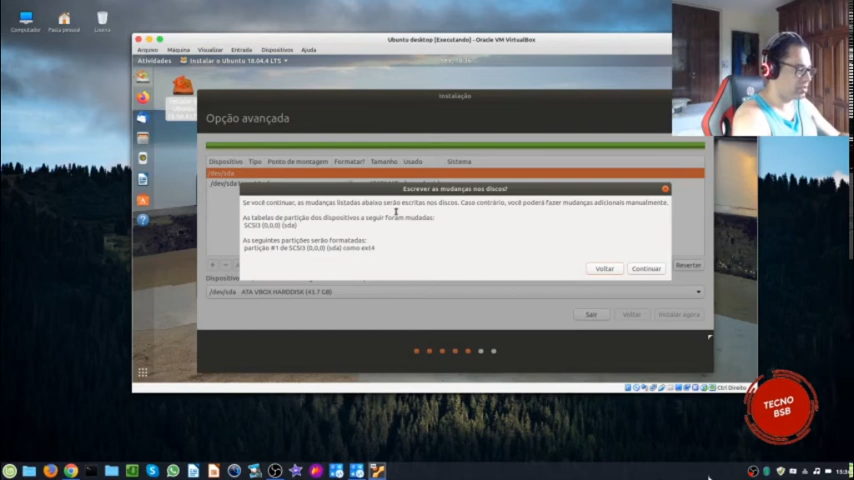 Ubuntu desktop [Executando] - Oracle VM VirtualBox
Computador
Pasta pessoal
Lixeira
Arquivo Máquina Visualizar Entrada Dispositivos Ajuda
Atividades Instalar o Ubuntu 18.04.4 LTS
Instalação
Opção avançada
Dispositivo Tipo Ponto de montagem Formatar? Tamanho Usado Sistema
/dev/sda
/dev/sda1
Escrever as mudanças nos discos?
Se você continuar, as mudanças listadas abaixo serão escritas nos discos. Caso contrário, você poderá fazer mudanças adicionais manualmente.
As tabelas de partição dos dispositivos a seguir foram mudadas:
SCSI3 (0,0,0) (sda)
As seguintes partições serão formatadas:
partição #1 de SCSI3 (0,0,0) (sda) como ext4
Voltar Continuar
+ - Reverter
/dev/sda ATA VBOX HARDDISK (43.7 GB)
Sair Voltar Instalar agora
Ctrl Direito
TECNO
BSB